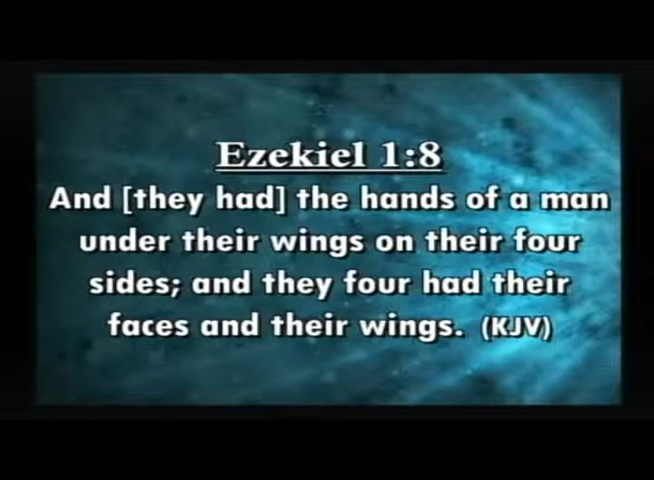 Ezekiel 1:8
And [they had] the hands of a man
under their wings on their four
sides; and they four had their
faces and their wings. (KJV)